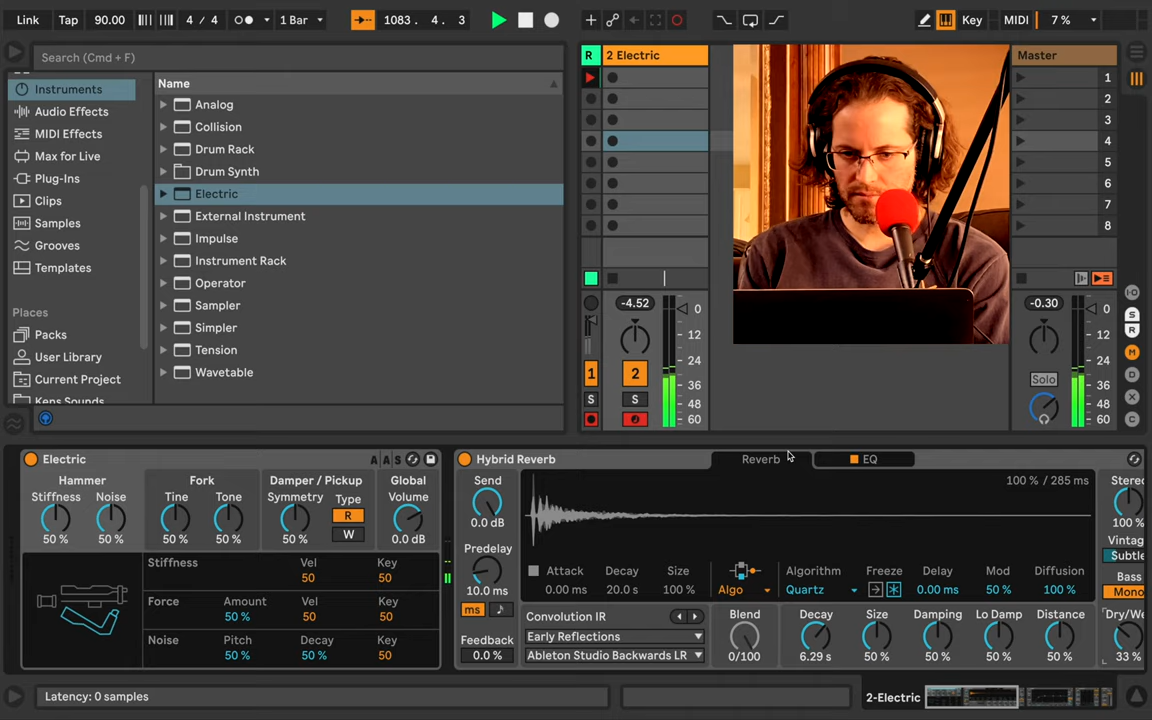 Link Tap 90.00 4 / 4 1 Bar 1083. 4. 3 Key MIDI 7 %
Search (Cmd + F)
Instruments
Audio Effects
MIDI Effects
Max for Live
Plug-Ins
Clips
Samples
Grooves
Templates
Places
Packs
User Library
Current Project
Kens Sounds
Name
Analog
Collision
Drum Rack
Drum Synth
Electric
External Instrument
Impulse
Instrument Rack
Operator
Sampler
Simpler
Tension
Wavetable
R 2 Electric
Master
1
2
3
4
5
6
7
8
-4.52
0
12
24
36
48
60
1 2
S S
-0.30
0
12
24
36
48
60
Solo
I·O
S
R
M
D
X
C
Electric A A S
Hammer Fork Damper / Pickup Global
Stiffness Noise Tine Tone Symmetry Type Volume
R
W
50 % 50 % 50 % 50 % 50 % 0.0 dB
Stiffness Vel Key
50 50
Force Amount Vel Key
50 % 50 50
Noise Pitch Decay Key
50 % 50 % 50
Hybrid Reverb Reverb EQ
Send
0.0 dB
Predelay
10.0 ms
ms
Feedback
0.0 %
100 % / 285 ms
Attack Decay Size Algorithm Freeze Delay Mod Diffusion
0.00 ms 20.0 s 100 % Algo Quartz 0.00 ms 50 % 100 %
Convolution IR
Early Reflections
Ableton Studio Backwards LR
Blend Decay Size Damping Lo Damp Distance
0/100 6.29 s 50 % 50 % 50 % 50 %
Stereo
100 %
Vintag
Subtle
Bass
Mono
Dry/We
33 %
Latency: 0 samples
2-Electric